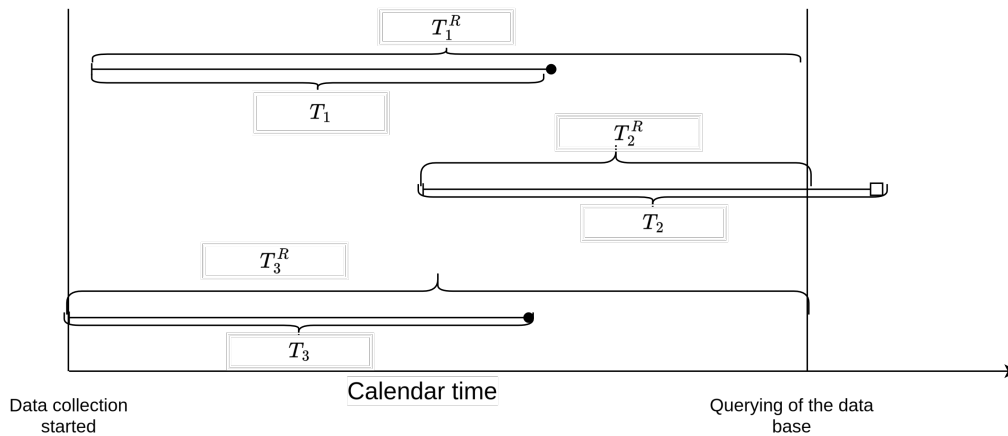 T_1^R
T_1
T_2^R
T_2
T_3^R
T_3
Calendar time
Data collection
started
Querying of the data
base